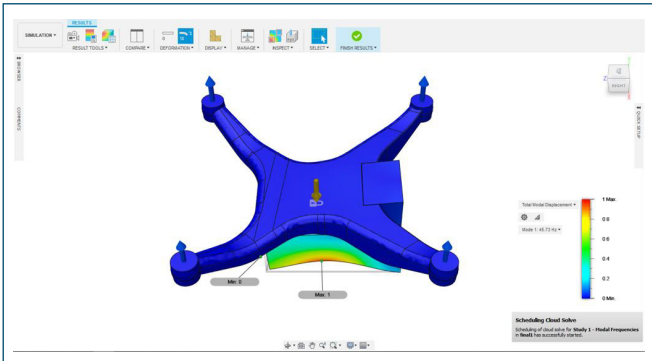 RESULTS
SIMULATION
RESULT TOOLS
COMPARE
DEFORMATION
DISPLAY
MANAGE
INSPECT
SELECT
FINISH RESULTS
BROWSER
COMMENTS
Z
RIGHT
QUICK SETUP
Total Modal Displacement
Mode 1: 45.73 Hz
1 Max.
0.8
0.6
0.4
0.2
0 Min.
Min: 0
Max: 1
Scheduling Cloud Solve
Scheduling of cloud solve for Study 1 - Modal Frequencies
in final1 has successfully started.